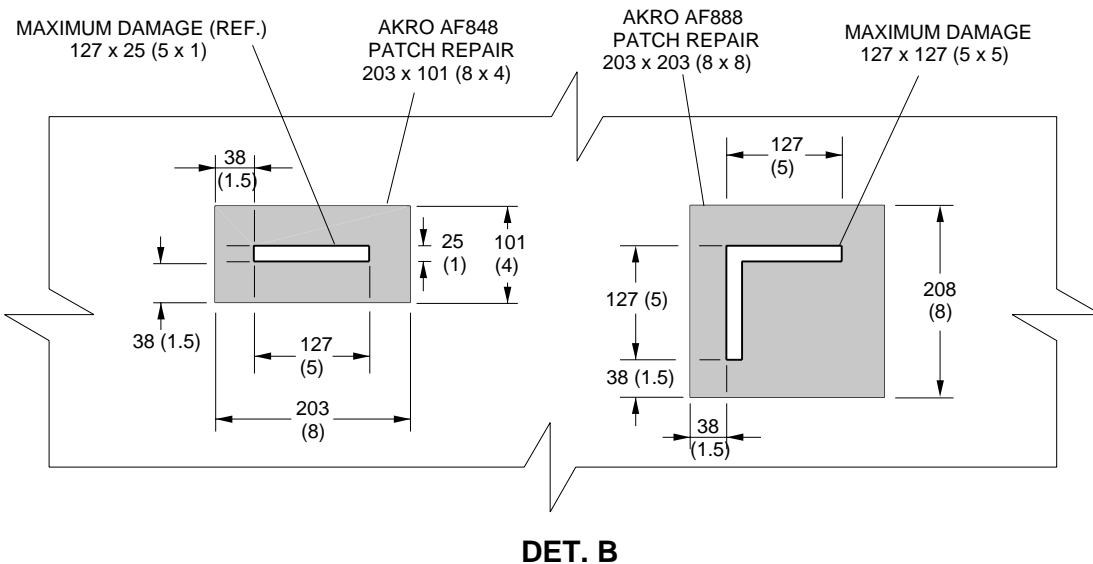 MAXIMUM DAMAGE (REF.)
127 x 25 (5 x 1)
AKRO AF848
PATCH REPAIR
203 x 101 (8 x 4)
AKRO AF888
PATCH REPAIR
203 x 203 (8 x 8)
MAXIMUM DAMAGE
127 x 127 (5 x 5)
38
(1.5)
25
(1)
101
(4)
38 (1.5)
127
(5)
203
(8)
127
(5)
127 (5)
208
(8)
38 (1.5)
38
(1.5)
DET. B